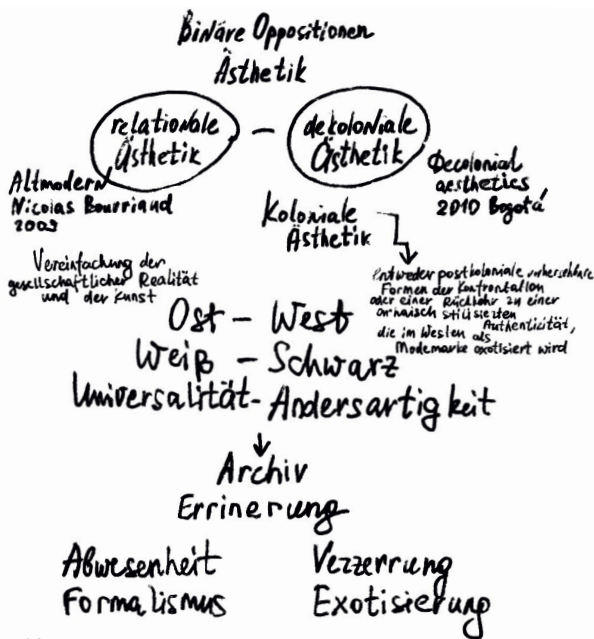 Binäre Oppositionen
Ästhetik
relationale – dekoloniale
Ästhetik Ästhetik
Altmodern
Nicolas Bourriaud
2009
Decolonial
aesthetics
2010 Bogotá
Koloniale
Ästhetik
Vereinfachung der
gesellschaftlicher Realität
und der Kunst
Entweder postkoloniale vorhersehbare
Formen der Konfrontation
oder einer Rückkehr zu einer
archaisch stilisierten
Authentizität,
die im Westen als
Modemarke exotisiert wird
Ost – West
Weiß – Schwarz
Universalität - Andersartigkeit
Archiv
Errinerung
Abwesenheit Verzerrung
Formalismus Exotisierung